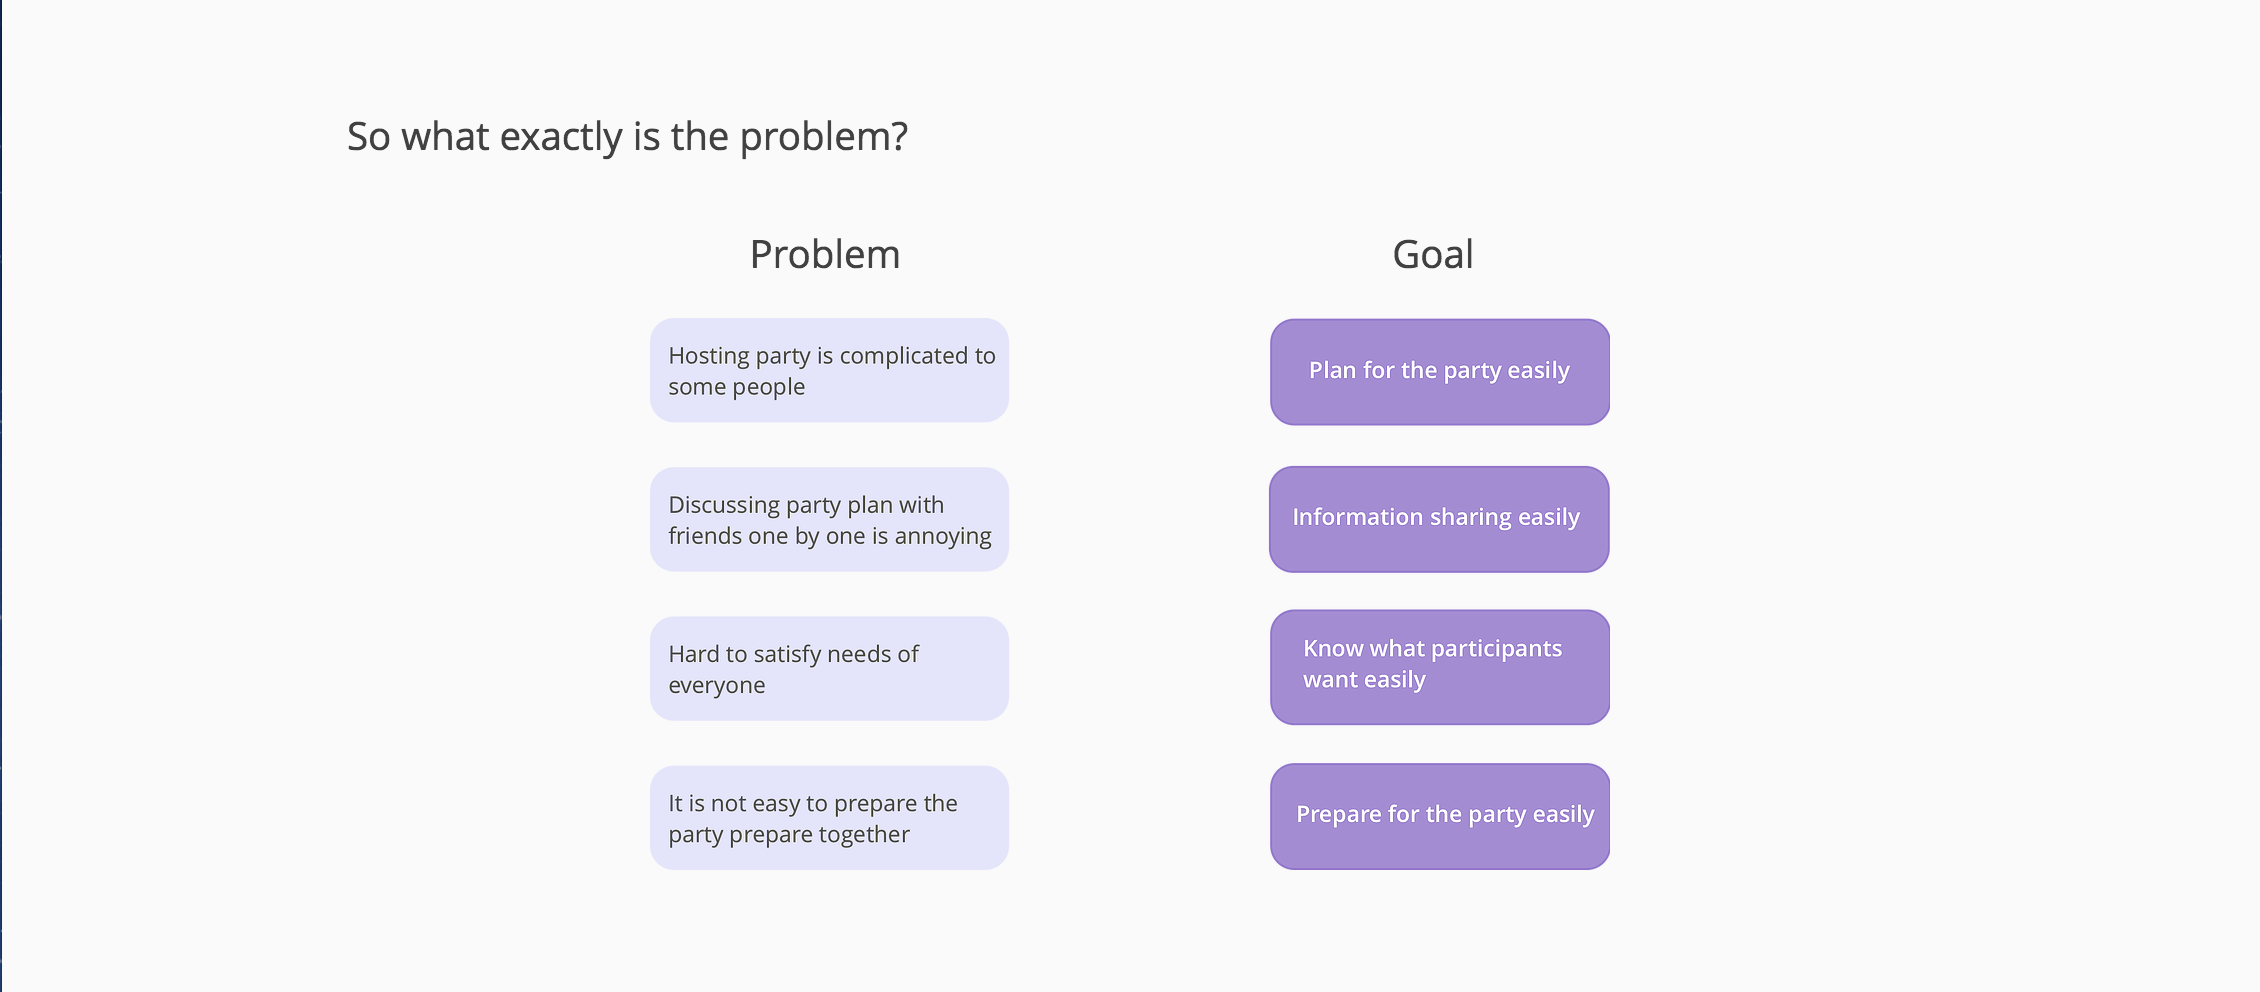 So what exactly is the problem?
Problem
Goal
Hosting party is complicated to
some people
Plan for the party easily
Discussing party plan with
friends one by one is annoying
Information sharing easily
Hard to satisfy needs of
everyone
Know what participants
want easily
It is not easy to prepare the
party prepare together
Prepare for the party easily